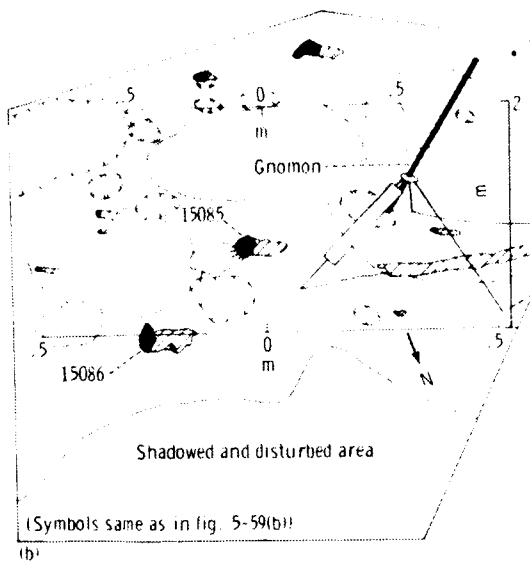 .5 0 .5 2
m
Gnomon
m
15085
.5 0 .5
m
15086
N
Shadowed and disturbed area
(Symbols same as in fig. 5-59(b))
(b)